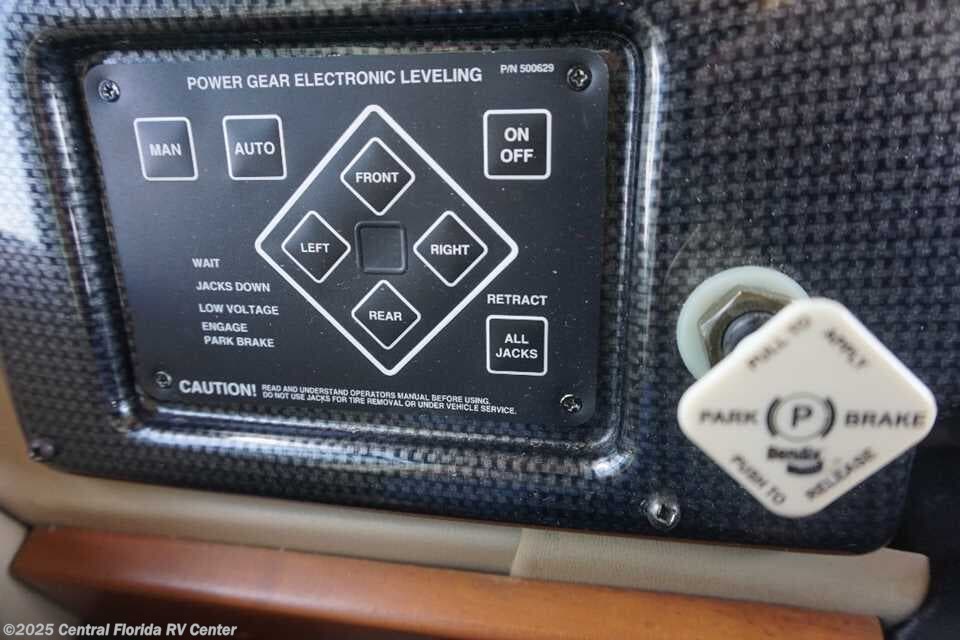 POWER GEAR ELECTRONIC LEVELING
P/N 500629
MAN
AUTO
ON
OFF
FRONT
LEFT
RIGHT
REAR
WAIT
JACKS DOWN
LOW VOLTAGE
ENGAGE
PARK BRAKE
RETRACT
ALL
JACKS
CAUTION!
READ AND UNDERSTAND OPERATORS MANUAL BEFORE USING.
DO NOT USE JACKS FOR TIRE REMOVAL OR UNDER VEHICLE SERVICE.
PULL TO APPLY
PARK (P) BRAKE
Bendix
PUSH TO RELEASE
©2025 Central Florida RV Center